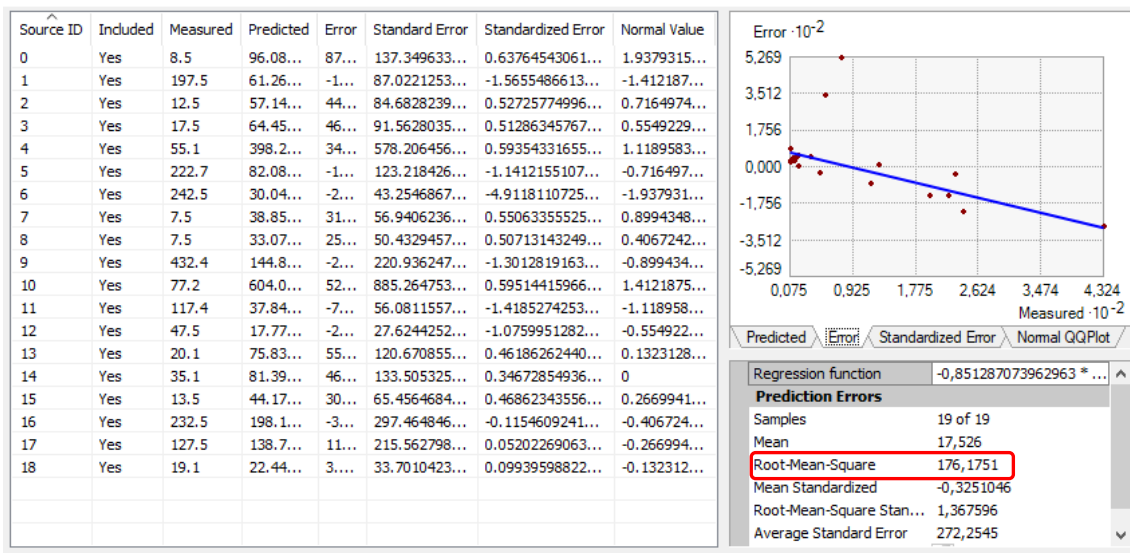 Source ID Included Measured Predicted Error Standard Error Standardized Error Normal Value
0 Yes 8.5 96.08... 87... 137.349633... 0.63764543061... 1.9379315...
1 Yes 197.5 61.26... -1... 87.0221253... -1.5655486613... -1.412187...
2 Yes 12.5 57.14... 44... 84.6828239... 0.52725774996... 0.7164974...
3 Yes 17.5 64.45... 46... 91.5628035... 0.51286345767... 0.5549229...
4 Yes 55.1 398.2... 34... 578.206456... 0.59354331655... 1.1189583...
5 Yes 222.7 82.08... -1... 123.218426... -1.1412155107... -0.716497...
6 Yes 242.5 30.04... -2... 43.2546867... -4.9118110725... -1.937931...
7 Yes 7.5 38.85... 31... 56.9406236... 0.55063355525... 0.8994348...
8 Yes 7.5 33.07... 25... 50.4329457... 0.50713143249... 0.4067242...
9 Yes 432.4 144.8... -2... 220.936247... -1.3012819163... -0.899434...
10 Yes 77.2 604.0... 52... 885.264753... 0.59514415966... 1.4121875...
11 Yes 117.4 37.84... -7... 56.0811557... -1.4185274253... -1.118958...
12 Yes 47.5 17.77... -2... 27.6244252... -1.0759951282... -0.554922...
13 Yes 20.1 75.83... 55... 120.670855... 0.46186262440... 0.1323128...
14 Yes 35.1 81.39... 46... 133.505325... 0.34672854936... 0
15 Yes 13.5 44.17... 30... 65.4564684... 0.46862343556... 0.2669941...
16 Yes 232.5 198.1... -3... 297.464846... -0.1154609241... -0.406724...
17 Yes 127.5 138.7... 11... 215.562798... 0.05202269063... -0.266994...
18 Yes 19.1 22.44... 3.... 33.7010423... 0.09939598822... -0.132312...
Error ·10-2
5,269
3,512
1,756
0,000
-1,756
-3,512
-5,269
0,075 0,925 1,775 2,624 3,474 4,324
Measured ·10-2
Predicted Error Standardized Error Normal QQPlot
Regression function -0,851287073962963 * ...
Prediction Errors
Samples 19 of 19
Mean 17,526
Root-Mean-Square 176,1751
Mean Standardized -0,3251046
Root-Mean-Square Stan... 1,367596
Average Standard Error 272,2545